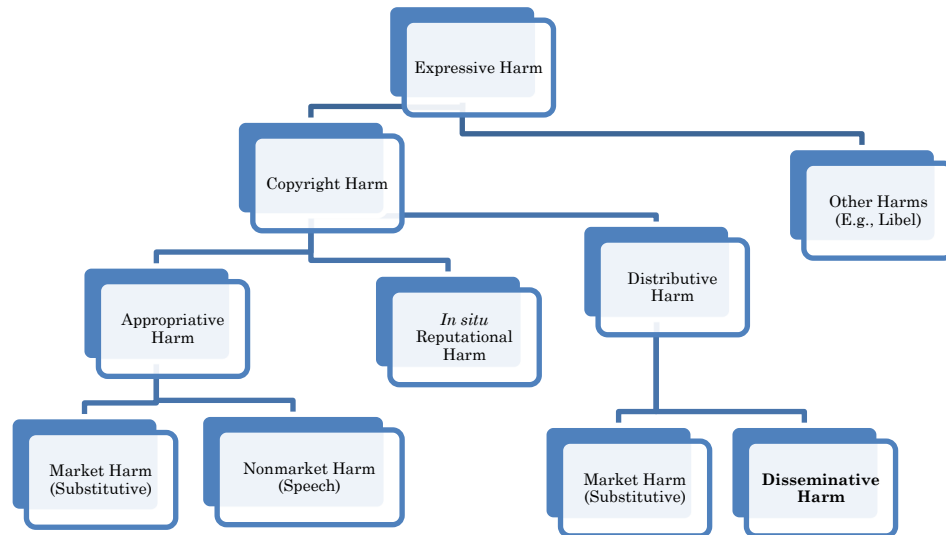 Expressive Harm
Copyright Harm
Other Harms
(E.g., Libel)
Appropriative
Harm
In situ
Reputational
Harm
Distributive
Harm
Market Harm
(Substitutive)
Nonmarket Harm
(Speech)
Market Harm
(Substitutive)
Disseminative
Harm